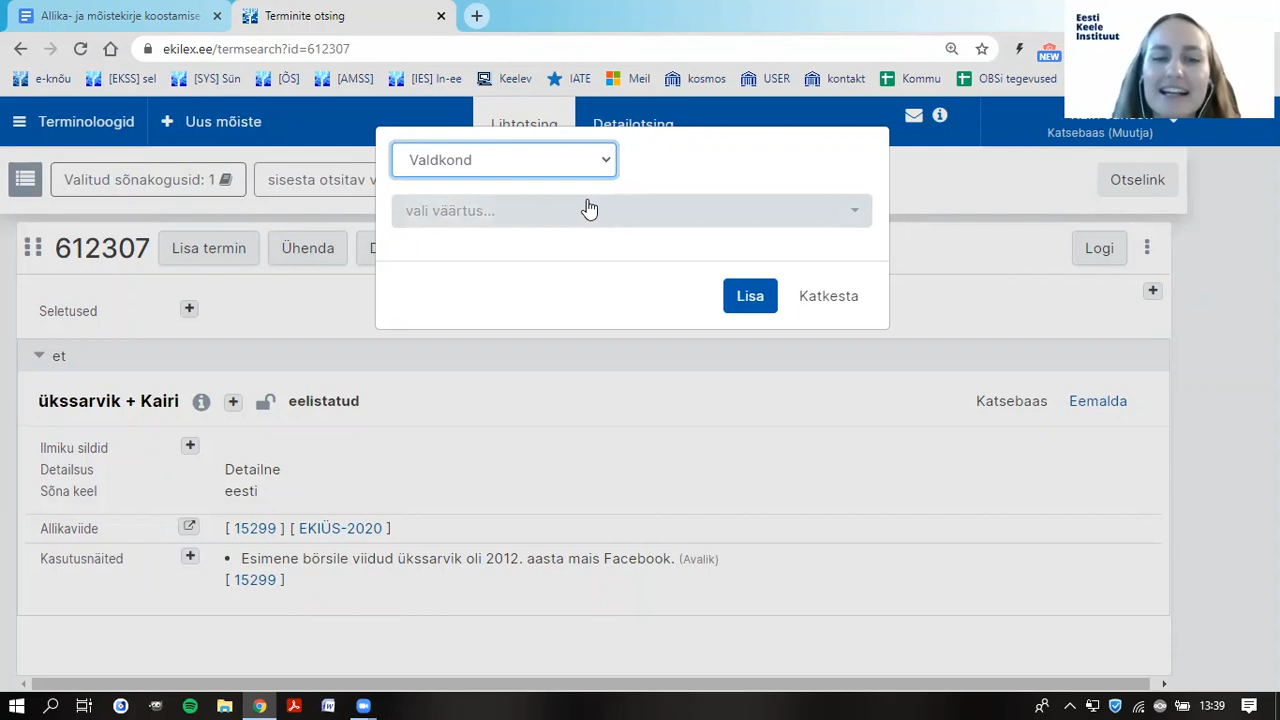 Allika- ja mõistekirje koostamise
Terminite otsing
ekilex.ee/termsearch?id=612307
e-knõu
[EKSS] sel
[SYS] Sün
[ÕS]
[AMSS]
[IES] In-ee
Keelev
IATE
Meil
kosmos
USER
kontakt
Kommu
OBSi tegevused
NEW
Eesti
Keele
Instituut
Terminoloogid
Uus mõiste
Lihtotsing
Detailotsing
Katsebaas (Muutja)
Valitud sõnakogusid: 1
sisesta otsitav v
Otselink
Valdkond
vali väärtus...
Lisa
Katkesta
612307
Lisa termin
Ühenda
D
Logi
Seletused
et
ükssarvik + Kairi
eelistatud
Katsebaas
Eemalda
Ilmiku sildid
Detailsus
Detailne
Sõna keel
eesti
Allikaviide
[ 15299 ] [ EKIÜS-2020 ]
Kasutusnäited
• Esimene börsile viidud ükssarvik oli 2012. aasta mais Facebook. (Avalik)
[ 15299 ]
13:39